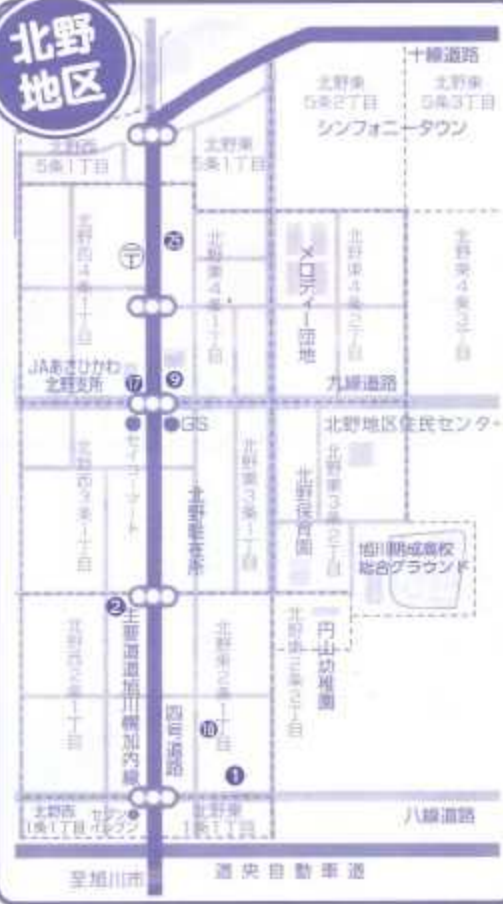 北野
地区
十線道路
北野東
5条2丁目
北野東
5条3丁目
シンフォニータウン
北野西
5条1丁目
北野東
5条1丁目
〒
25
北野西4条1丁目
北野東4条1丁目
メロディー団地
北野東4条2丁目
北野東4条3丁目
JAあさひかわ
北野支所
17
9
九線道路
GS
北野地区住民センター
セイコーマート
北野西3条1丁目
北野駐在所
北野東3条1丁目
北野保育園
北野東3条2丁目
旭川明成高校
総合グラウンド
2
主要道道旭川幌加内線
北野西2条1丁目
四号道路
北野東2条1丁目
18
1
北野東2条2丁目
円山幼稚園
北野西
1条1丁目
セブン
イレブン
北野東
1条1丁目
八線道路
至旭川市
道央自動車道